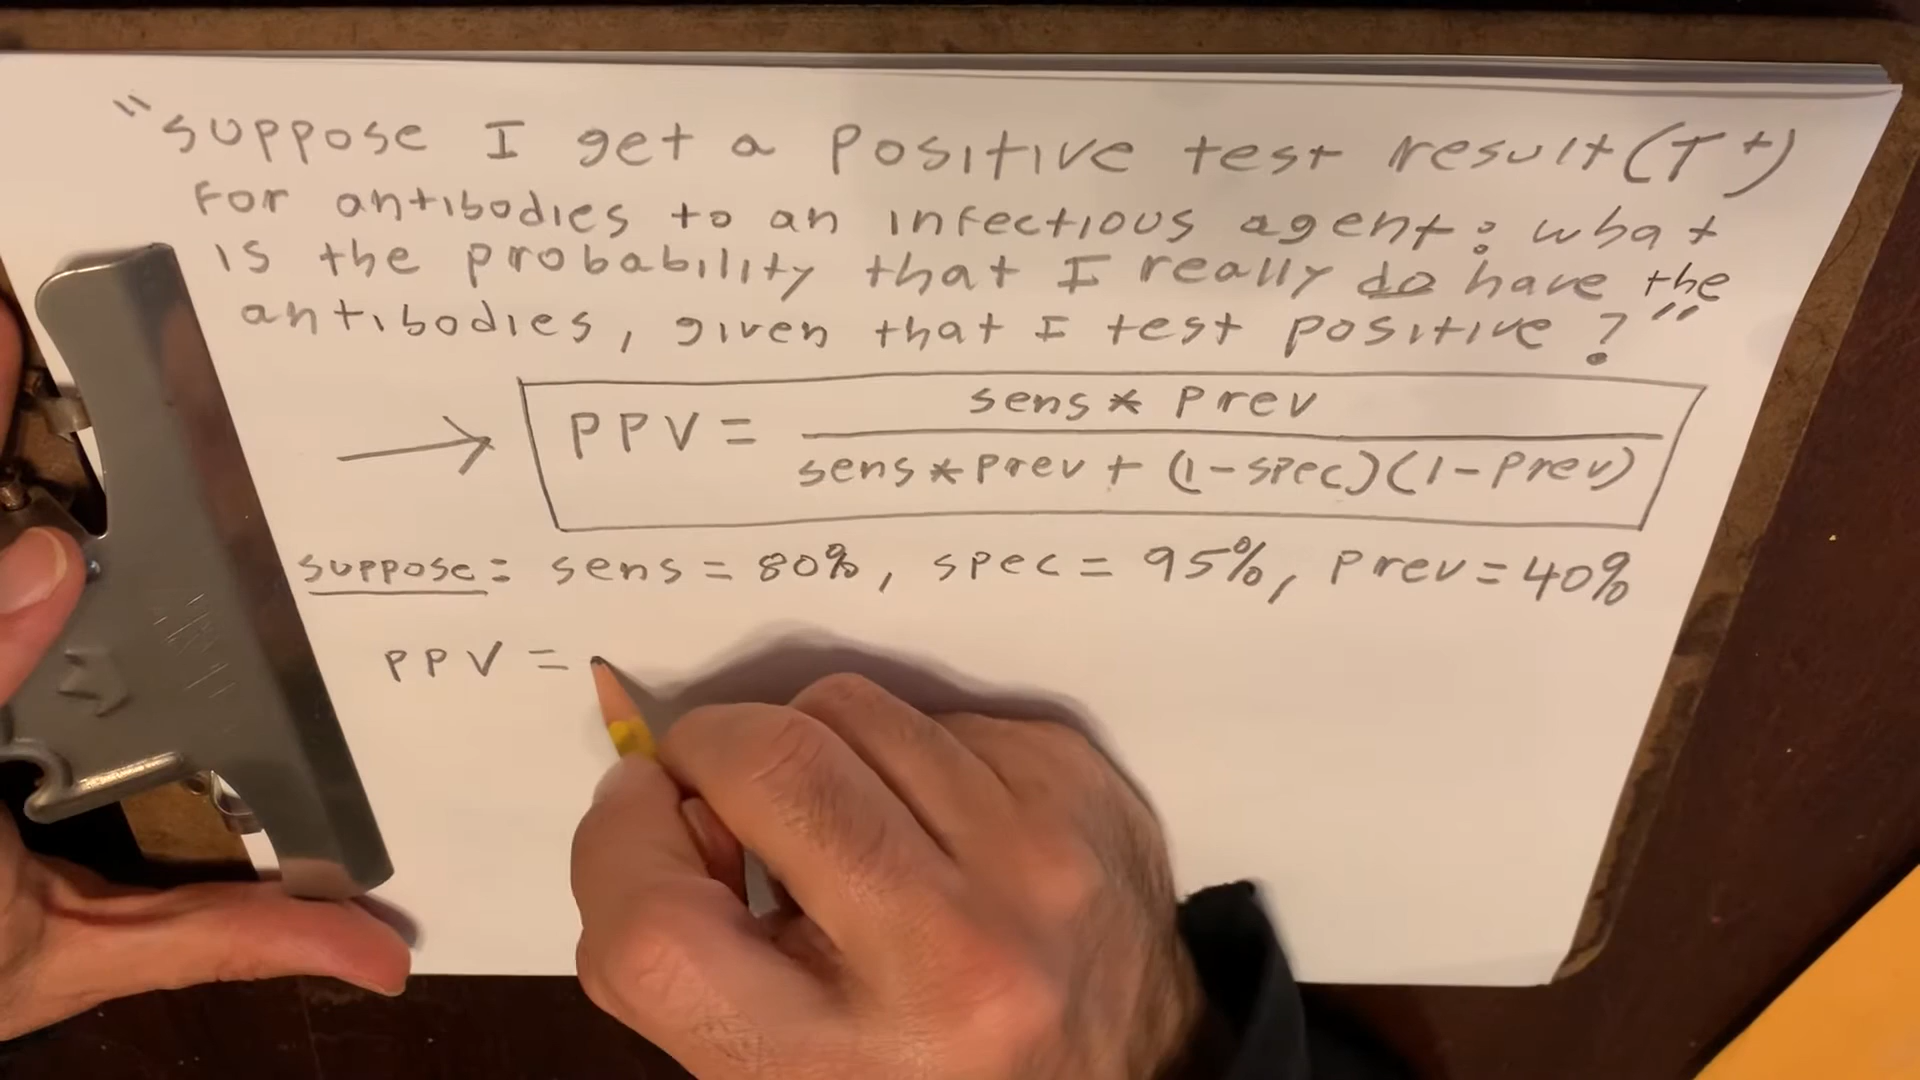 "suppose I get a positive test result (T+)
for antibodies to an infectious agent: what
is the probability that I really do have the
antibodies, given that I test positive?"
PPV = sens * prev / sens * prev + (1-spec)(1-prev)
suppose: sens = 80%, spec = 95%, prev = 40%
PPV =